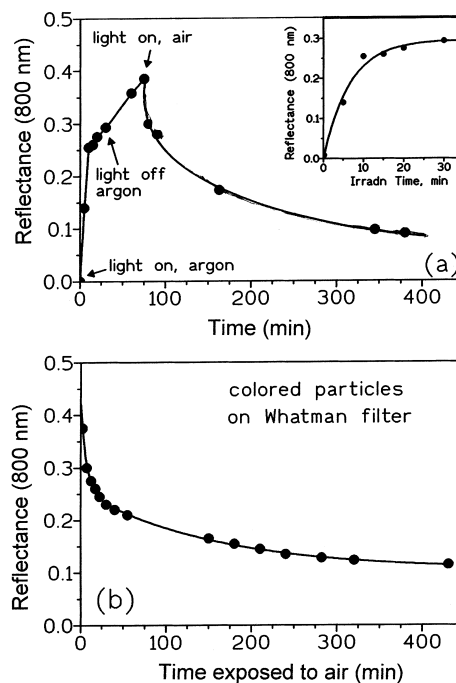 light on, air
light off
argon
light on, argon
(a)
Reflectance (800 nm)
0.5
0.4
0.3
0.2
0.1
0.0
0 100 200 300 400
Time (min)
Reflectance (800 nm)
0.3
0.2
0.1
0.0
0 10 20 30
Irradn Time, min
colored particles
on Whatman filter
(b)
Reflectance (800 nm)
0.5
0.4
0.3
0.2
0.1
0.0
0 100 200 300 400
Time exposed to air (min)